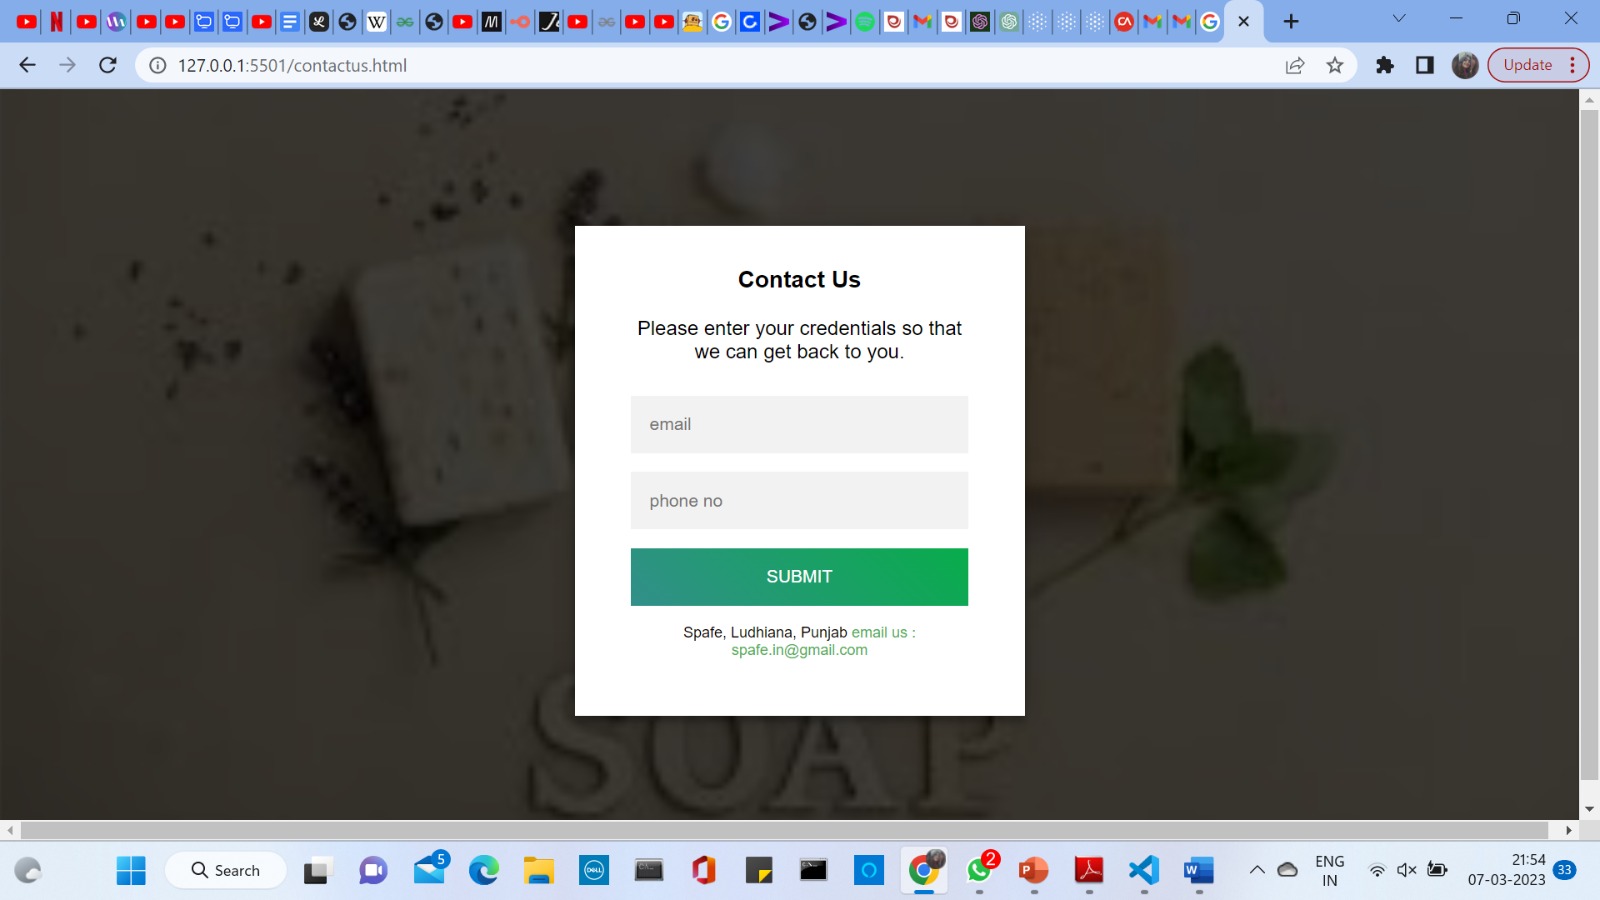 127.0.0.1:5501/contactus.html
Update
Contact Us
Please enter your credentials so that
we can get back to you.
email
phone no
SUBMIT
Spafe, Ludhiana, Punjab email us :
spafe.in@gmail.com
SOAP
Search
5
2
ENG
IN
21:54
07-03-2023
33